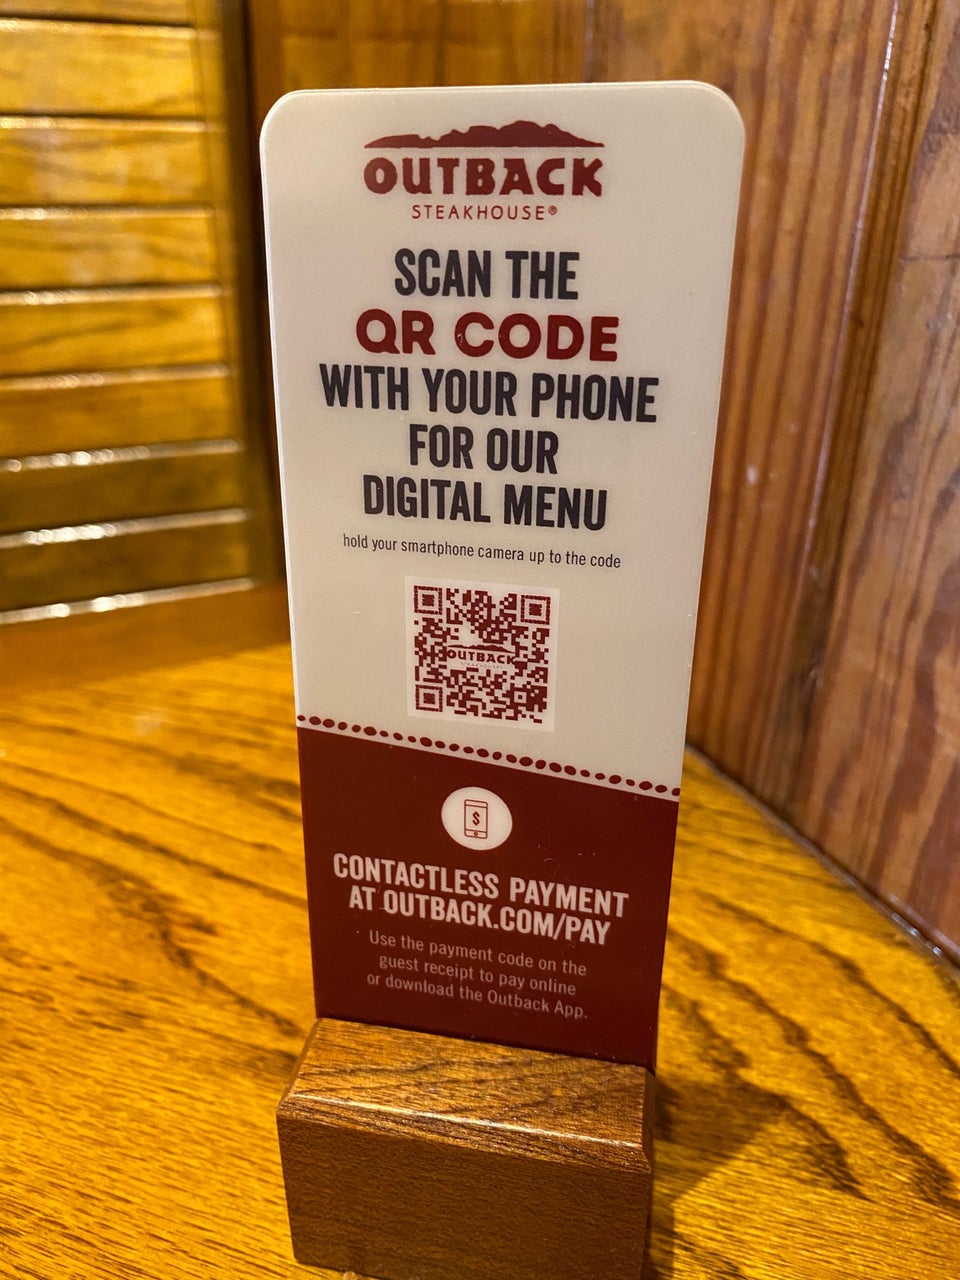 OUTBACK
STEAKHOUSE®
SCAN THE
QR CODE
WITH YOUR PHONE
FOR OUR
DIGITAL MENU
hold your smartphone camera up to the code
OUTBACK
STEAKHOUSE
$
CONTACTLESS PAYMENT
AT OUTBACK.COM/PAY
Use the payment code on the
guest receipt to pay online
or download the Outback App.